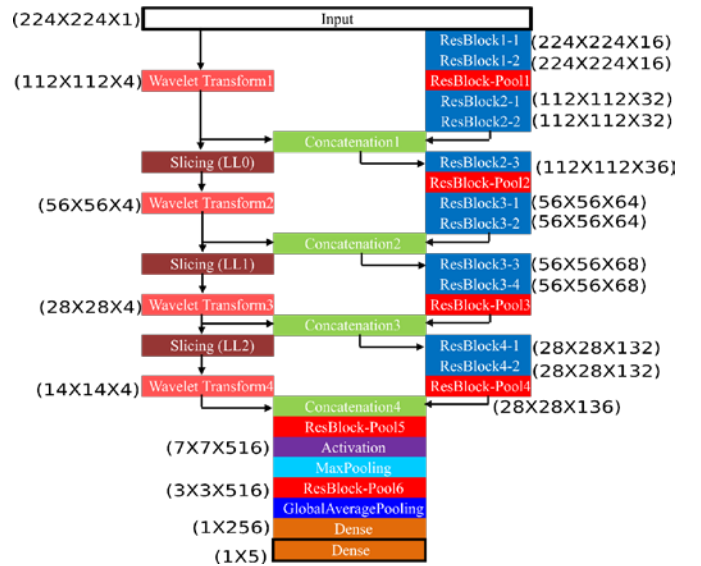 (224X224X1)
Input
ResBlock1-1 (224X224X16)
ResBlock1-2 (224X224X16)
(112X112X4) Wavelet Transform1
ResBlock-Pool1
ResBlock2-1 (112X112X32)
ResBlock2-2 (112X112X32)
Concatenation1
Slicing (LL0)
ResBlock2-3 (112X112X36)
ResBlock-Pool2
(56X56X4) Wavelet Transform2
ResBlock3-1 (56X56X64)
ResBlock3-2 (56X56X64)
Concatenation2
Slicing (LL1)
ResBlock3-3 (56X56X68)
ResBlock3-4 (56X56X68)
(28X28X4) Wavelet Transform3
ResBlock-Pool3
Concatenation3
Slicing (LL2)
ResBlock4-1 (28X28X132)
ResBlock4-2 (28X28X132)
(14X14X4) Wavelet Transform4
ResBlock-Pool4
Concatenation4 (28X28X136)
ResBlock-Pool5
(7X7X516) Activation
MaxPooling
(3X3X516) ResBlock-Pool6
GlobalAveragePooling
(1X256) Dense
(1X5) Dense